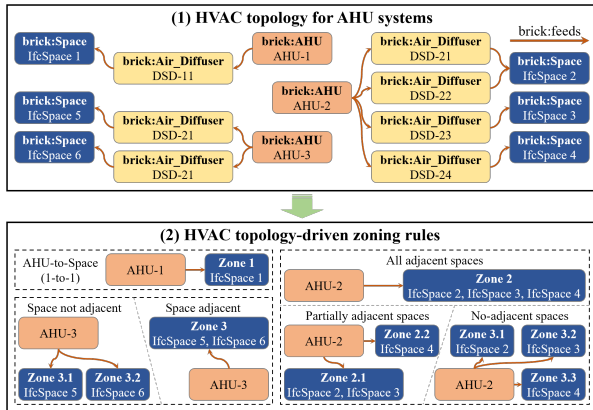 (1) HVAC topology for AHU systems
brick:feeds
brick:Space
IfcSpace 1
brick:Air_Diffuser
DSD-11
brick:AHU
AHU-1
brick:Space
IfcSpace 5
brick:Air_Diffuser
DSD-21
brick:Space
IfcSpace 6
brick:Air_Diffuser
DSD-21
brick:AHU
AHU-3
brick:AHU
AHU-2
brick:Air_Diffuser
DSD-21
brick:Air_Diffuser
DSD-22
brick:Air_Diffuser
DSD-23
brick:Air_Diffuser
DSD-24
brick:Space
IfcSpace 2
brick:Space
IfcSpace 3
brick:Space
IfcSpace 4
(2) HVAC topology-driven zoning rules
AHU-to-Space
(1-to-1)
AHU-1
Zone 1
IfcSpace 1
Space not adjacent
AHU-3
Zone 3.1
IfcSpace 5
Zone 3.2
IfcSpace 6
Space adjacent
Zone 3
IfcSpace 5, IfcSpace 6
AHU-3
All adjacent spaces
AHU-2
Zone 2
IfcSpace 2, IfcSpace 3, IfcSpace 4
Partially adjacent spaces
AHU-2
Zone 2.2
IfcSpace 4
Zone 2.1
IfcSpace 2, IfcSpace 3
No-adjacent spaces
Zone 3.1
IfcSpace 2
Zone 3.2
IfcSpace 3
AHU-2
Zone 3.3
IfcSpace 4